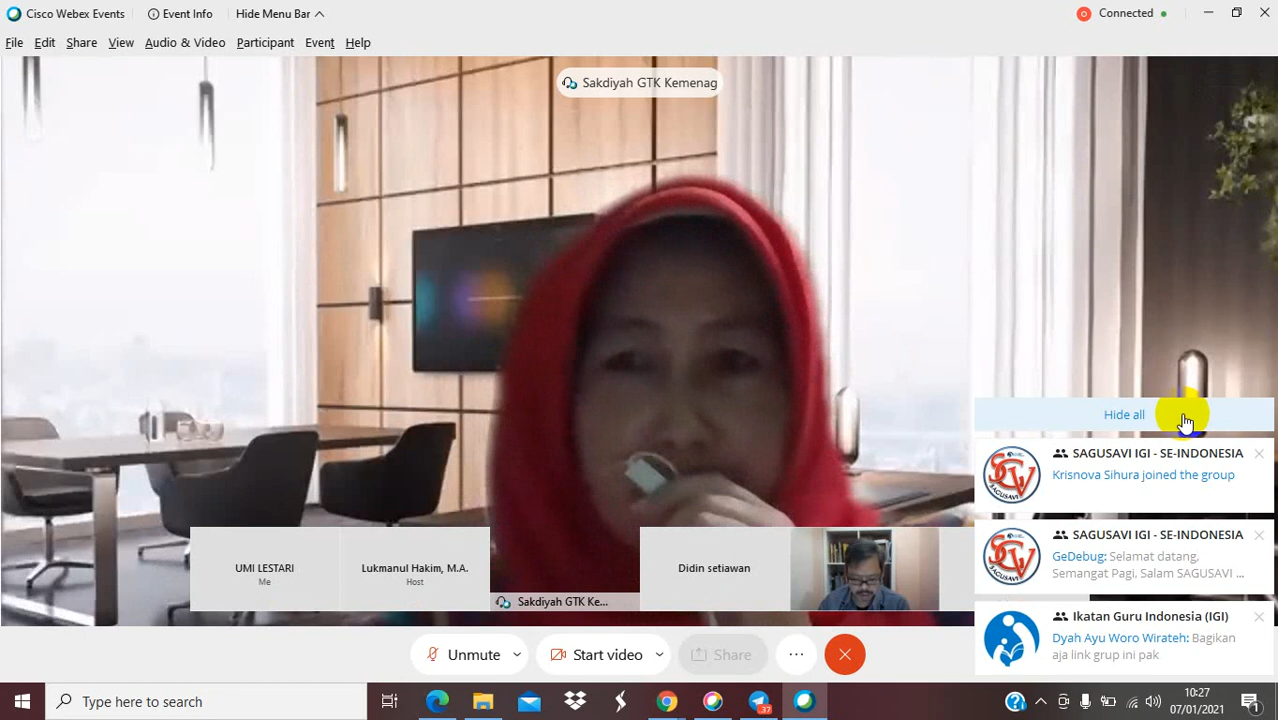 Cisco Webex Events
Event Info
Hide Menu Bar
Connected
File
Edit
Share
View
Audio & Video
Participant
Event
Help
Sakdiyah GTK Kemenag
Hide all
SAGUSAVI IGI - SE-INDONESIA
Krisnova Sihura joined the group
SAGUSAVI IGI - SE-INDONESIA
GeDebug: Selamat datang,
Semangat Pagi, Salam SAGUSAVI ...
Ikatan Guru Indonesia (IGI)
Dyah Ayu Woro Wirateh: Bagikan
aja link grup ini pak
UMI LESTARI
Me
Lukmanul Hakim, M.A.
Host
Sakdiyah GTK Ke...
Didin setiawan
Unmute
Start video
Share
Type here to search
37
10:27
07/01/2021
1